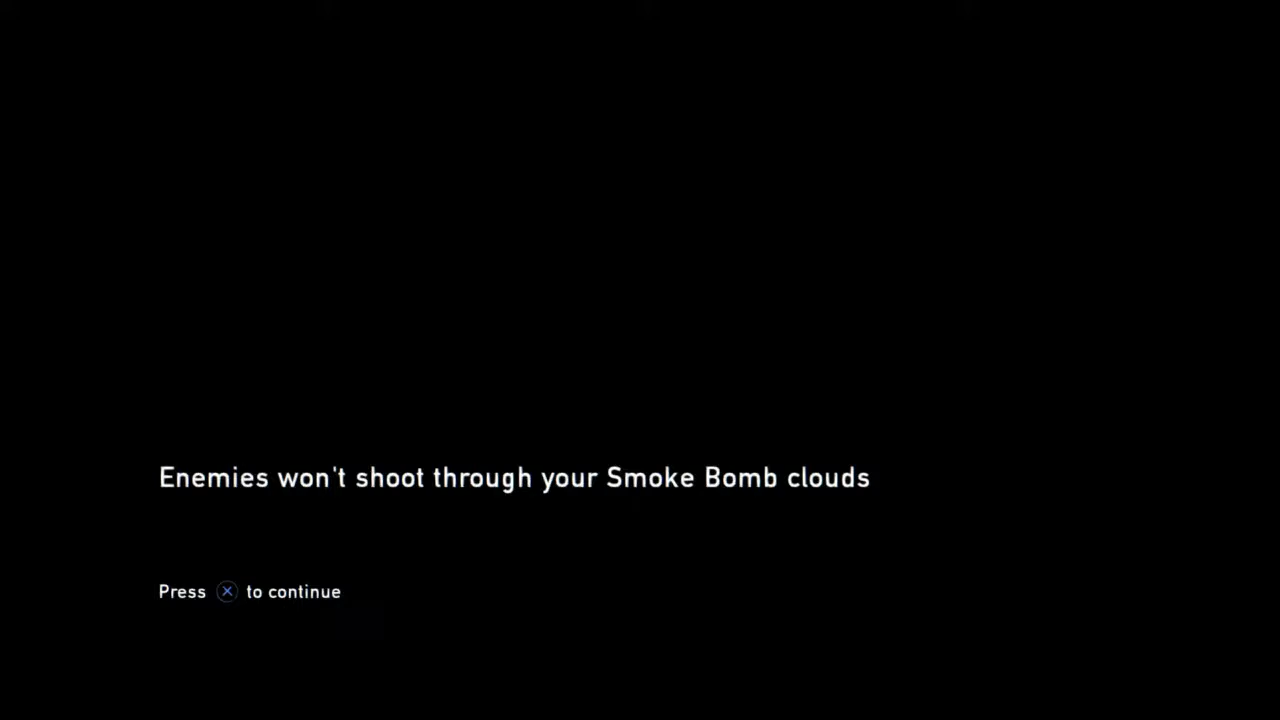 Enemies won't shoot through your Smoke Bomb clouds
Press ⓧ to continue